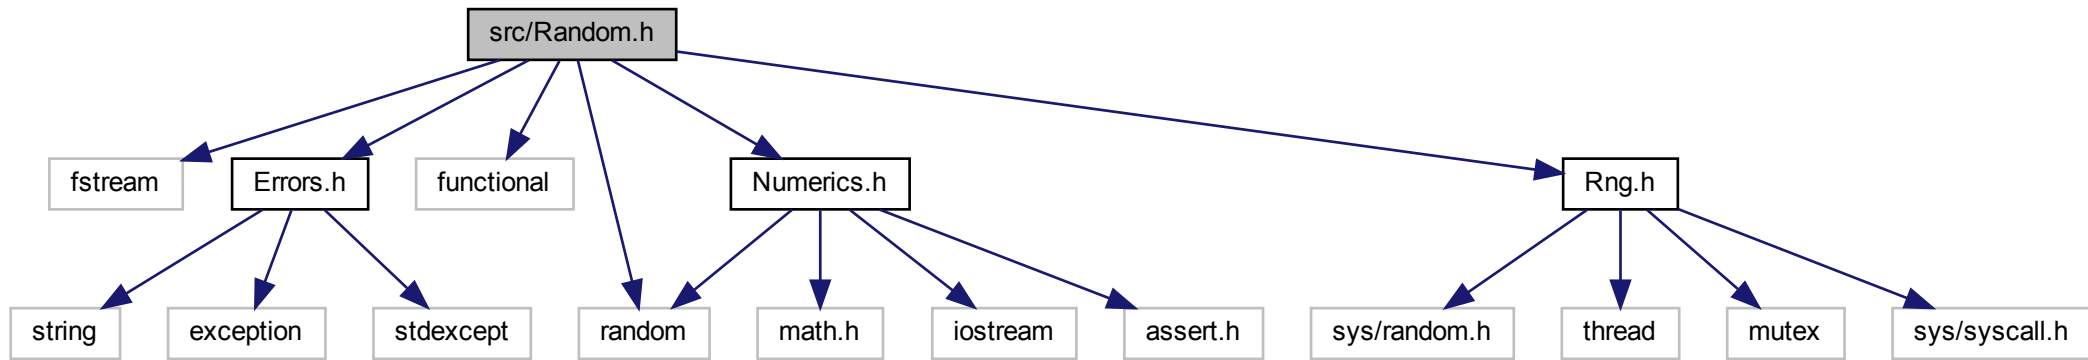 src/Random.h
fstream
Errors.h
functional
Numerics.h
Rng.h
string
exception
stdexcept
random
math.h
iostream
assert.h
sys/random.h
thread
mutex
sys/syscall.h